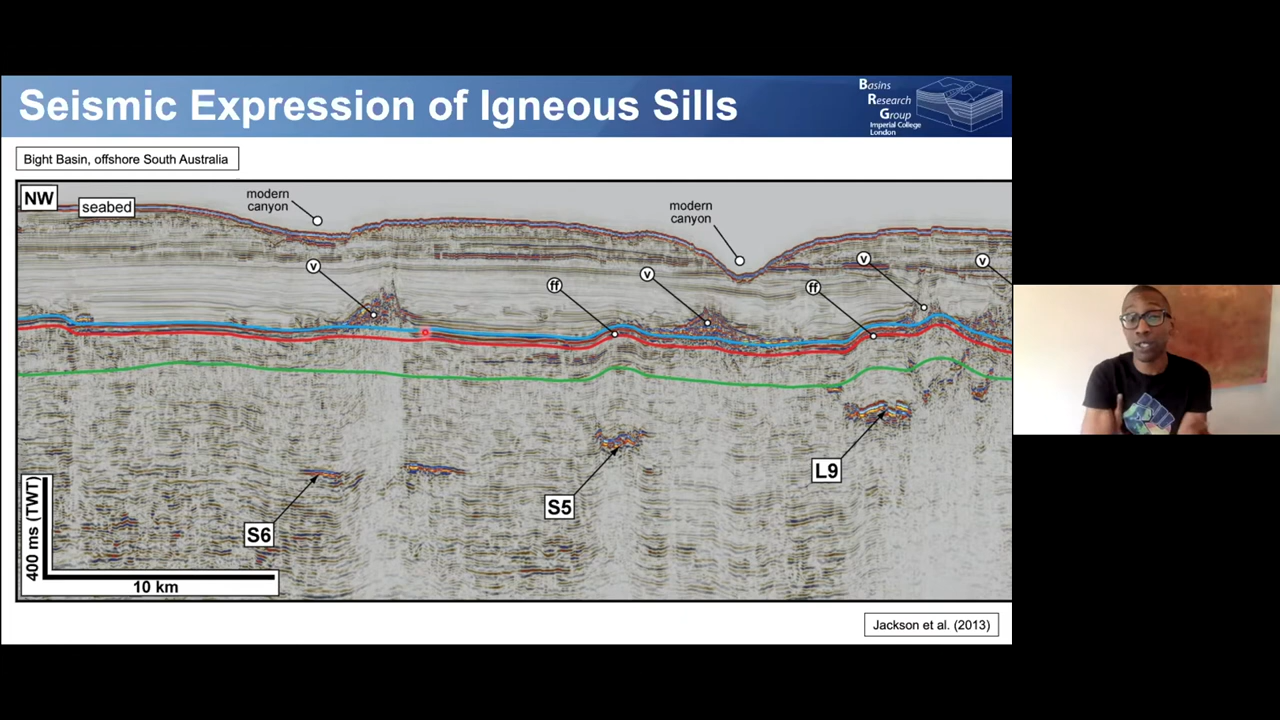 Seismic Expression of Igneous Sills
Basins
Research
Group
Imperial College
London
Bight Basin, offshore South Australia
NW
seabed
modern
canyon
modern
canyon
v
ff
v
ff
v
v
S6
S5
L9
400 ms (TWT)
10 km
Jackson et al. (2013)